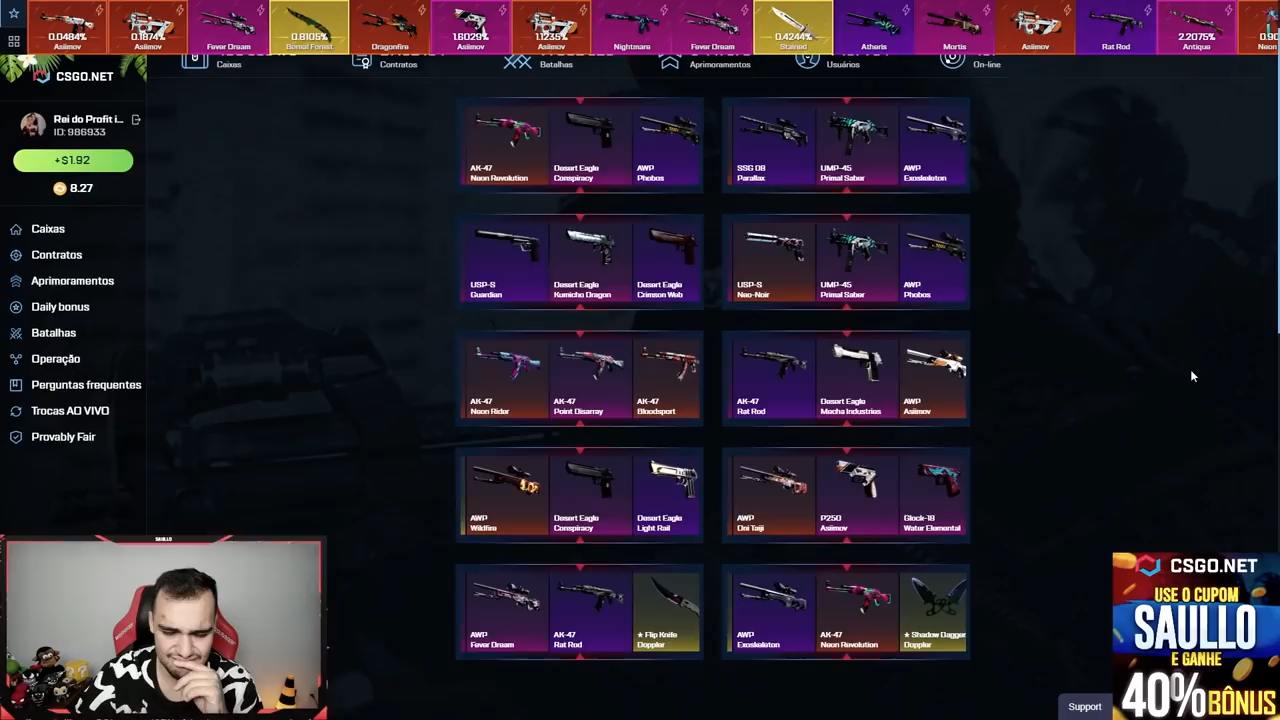 0.0484%
Asiimov
0.1874%
Asiimov
Fever Dream
0.8105%
Boreal Forest
Dragonfire
1.6029%
Asiimov
1.1235%
Asiimov
Nightmare
Fever Dream
0.4244%
Stained
Atheris
Mortis
Asiimov
Rat Rod
2.2075%
Antique
0.90
Neon
CSGO.NET
Caixas
Contratos
Batalhas
Aprimoramentos
Usuários
On-line
Rei do Profit i...
ID: 986933
+$1.92
8.27
Caixas
Contratos
Aprimoramentos
Daily bonus
Batalhas
Operação
Perguntas frequentes
Trocas AO VIVO
Provably Fair
AK-47
Neon Revolution
Desert Eagle
Conspiracy
AWP
Phobos
SSG 08
Parallax
UMP-45
Primal Saber
AWP
Exoskeleton
USP-S
Guardian
Desert Eagle
Kumicho Dragon
Desert Eagle
Crimson Web
USP-S
Neo-Noir
UMP-45
Primal Saber
AWP
Phobos
AK-47
Neon Rider
AK-47
Point Disarray
AK-47
Bloodsport
AK-47
Rat Rod
Desert Eagle
Mecha Industries
AWP
Asiimov
AWP
Wildfire
Desert Eagle
Conspiracy
Desert Eagle
Light Rail
AWP
Oni Taiji
P250
Asiimov
Glock-18
Water Elemental
AWP
Fever Dream
AK-47
Rat Rod
★ Flip Knife
Doppler
AWP
Exoskeleton
AK-47
Neon Revolution
★ Shadow Dagger
Doppler
SAULLO
CSGO.NET
USE O CUPOM
SAULLO
E GANHE
40% BÔNUS
Support